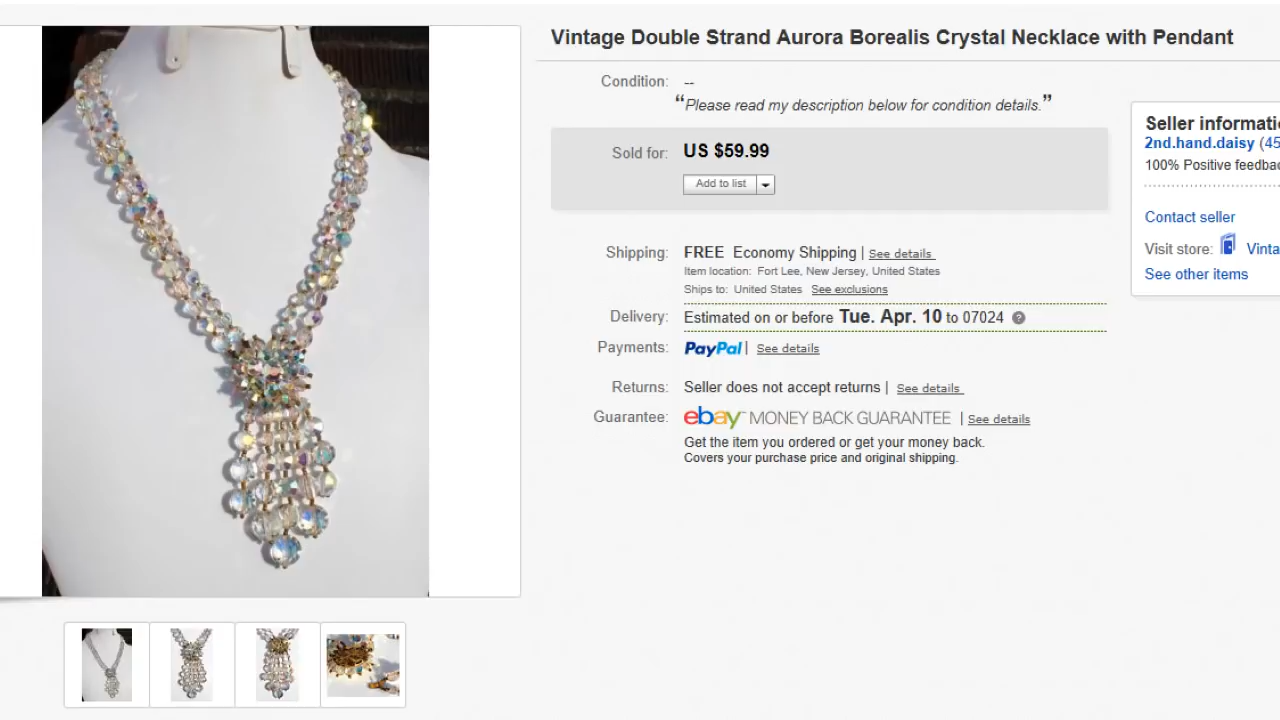 Vintage Double Strand Aurora Borealis Crystal Necklace with Pendant
Condition: --
“Please read my description below for condition details.”
Sold for: US $59.99
Add to list
Shipping: FREE Economy Shipping | See details
Item location: Fort Lee, New Jersey, United States
Ships to: United States See exclusions
Delivery: Estimated on or before Tue. Apr. 10 to 07024 ?
Payments: PayPal | See details
Returns: Seller does not accept returns | See details
Guarantee: ebay MONEY BACK GUARANTEE | See details
Get the item you ordered or get your money back.
Covers your purchase price and original shipping.
Seller informati
2nd.hand.daisy (45
100% Positive feedbac
Contact seller
Visit store: Vinta
See other items